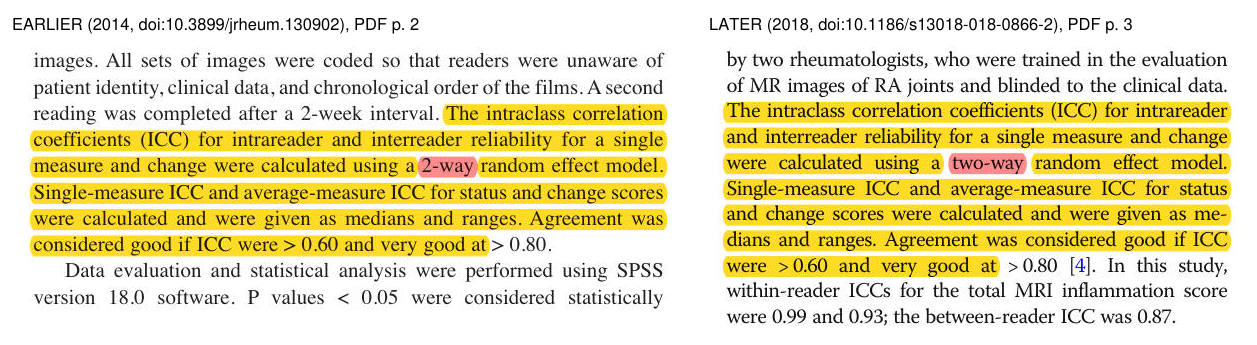 EARLIER (2014, doi:10.3899/jrheum.130902), PDF p. 2
images. All sets of images were coded so that readers were unaware of
patient identity, clinical data, and chronological order of the films. A second
reading was completed after a 2-week interval. The intraclass correlation
coefficients (ICC) for intrareader and interreader reliability for a single
measure and change were calculated using a 2-way random effect model.
Single-measure ICC and average-measure ICC for status and change scores
were calculated and were given as medians and ranges. Agreement was
considered good if ICC were > 0.60 and very good at > 0.80.
Data evaluation and statistical analysis were performed using SPSS
version 18.0 software. P values < 0.05 were considered statistically
LATER (2018, doi:10.1186/s13018-018-0866-2), PDF p. 3
by two rheumatologists, who were trained in the evaluation
of MR images of RA joints and blinded to the clinical data.
The intraclass correlation coefficients (ICC) for intrareader
and interreader reliability for a single measure and change
were calculated using a two-way random effect model.
Single-measure ICC and average-measure ICC for status
and change scores were calculated and were given as me-
dians and ranges. Agreement was considered good if ICC
were > 0.60 and very good at > 0.80 [4]. In this study,
within-reader ICCs for the total MRI inflammation score
were 0.99 and 0.93; the between-reader ICC was 0.87.